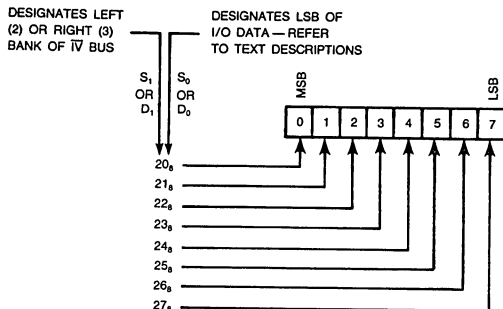 DESIGNATES LEFT
(2) OR RIGHT (3)
BANK OF IV BUS
DESIGNATES LSB OF
I/O DATA — REFER
TO TEXT DESCRIPTIONS
S₁
OR
D₁
S₀
OR
D₀
MSB
LSB
0 1 2 3 4 5 6 7
20₈
21₈
22₈
23₈
24₈
25₈
26₈
27₈